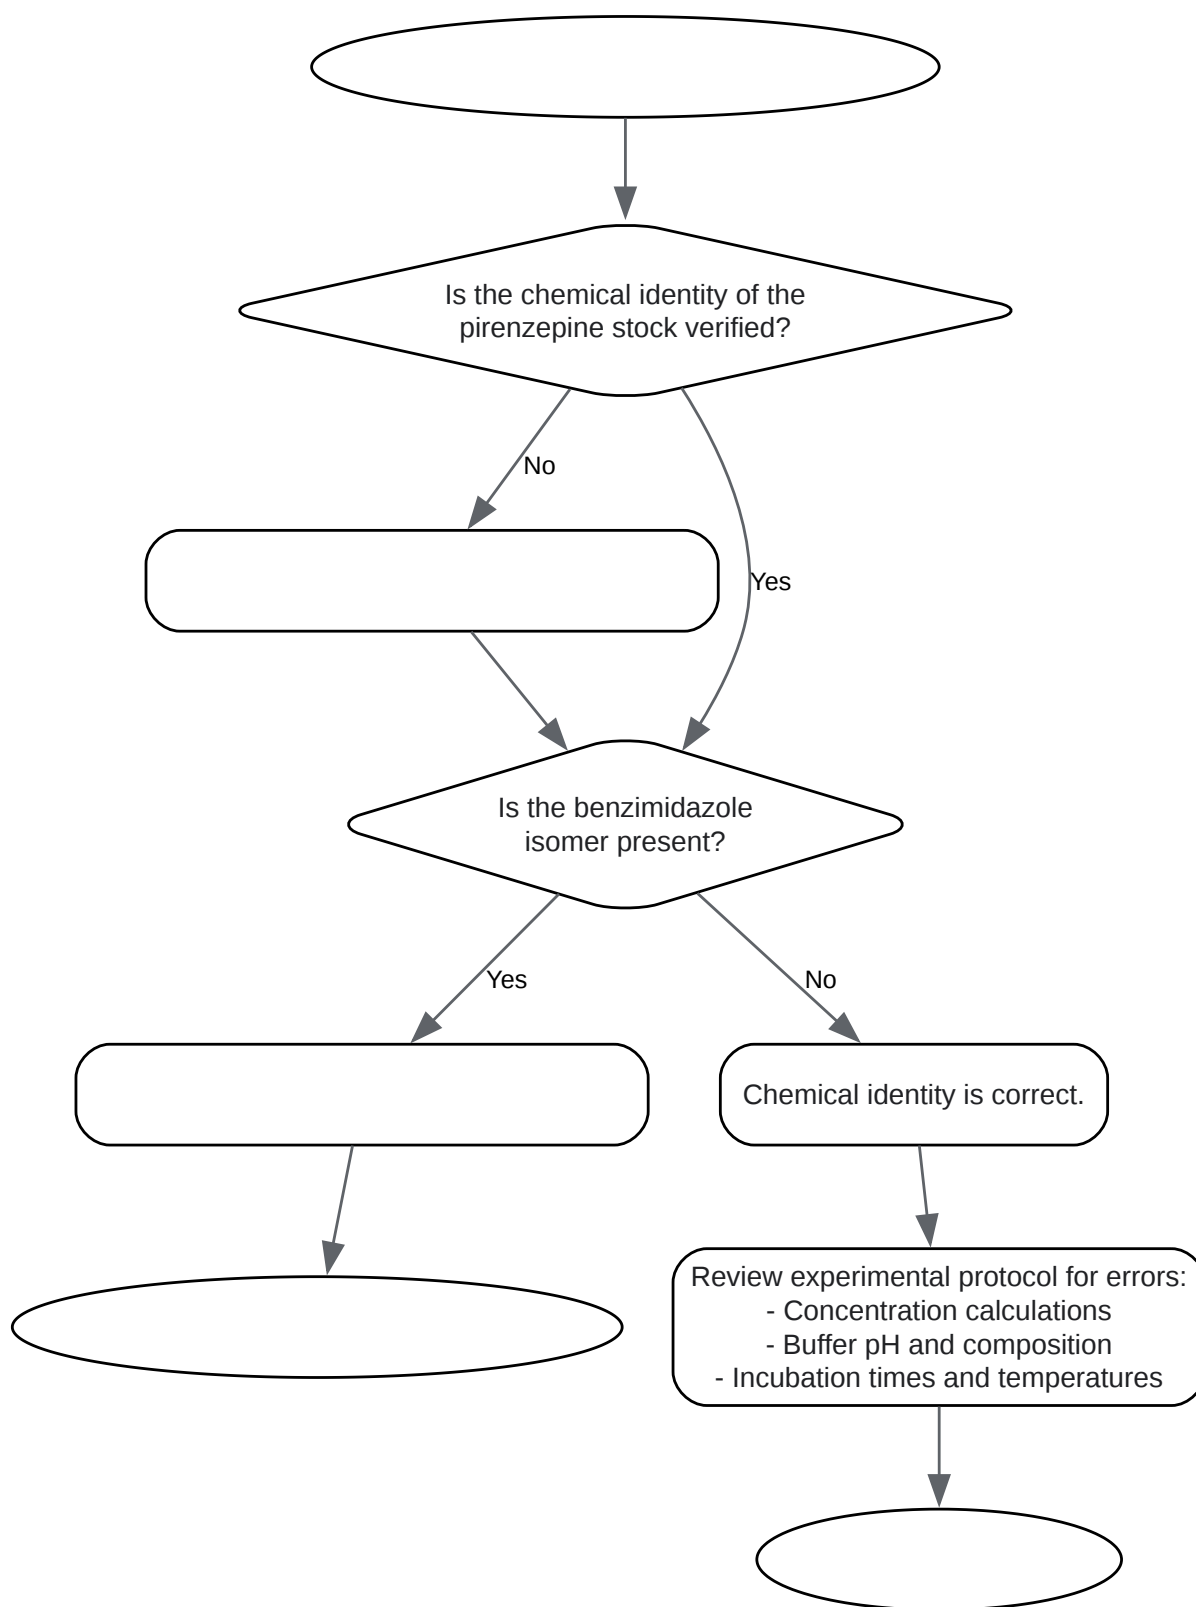 Is the chemical identity of the
pirenzepine stock verified?
No
Yes
Is the benzimidazole
isomer present?
Yes
No
Chemical identity is correct.
Review experimental protocol for errors:
- Concentration calculations
- Buffer pH and composition
- Incubation times and temperatures